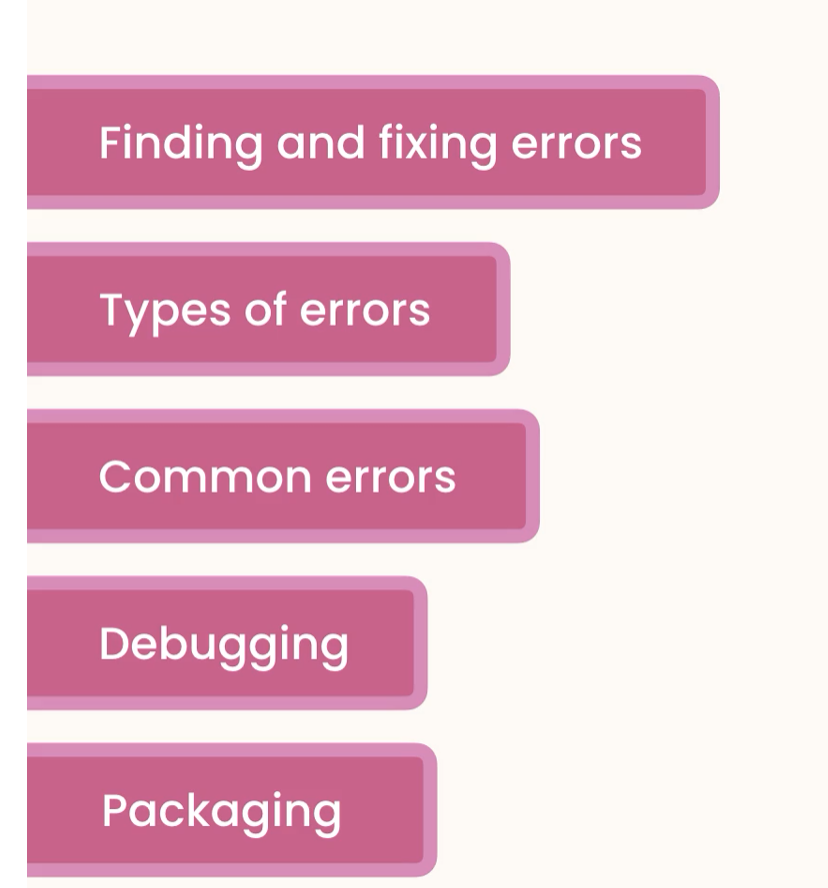 Finding and fixing errors
Types of errors
Common errors
Debugging
Packaging